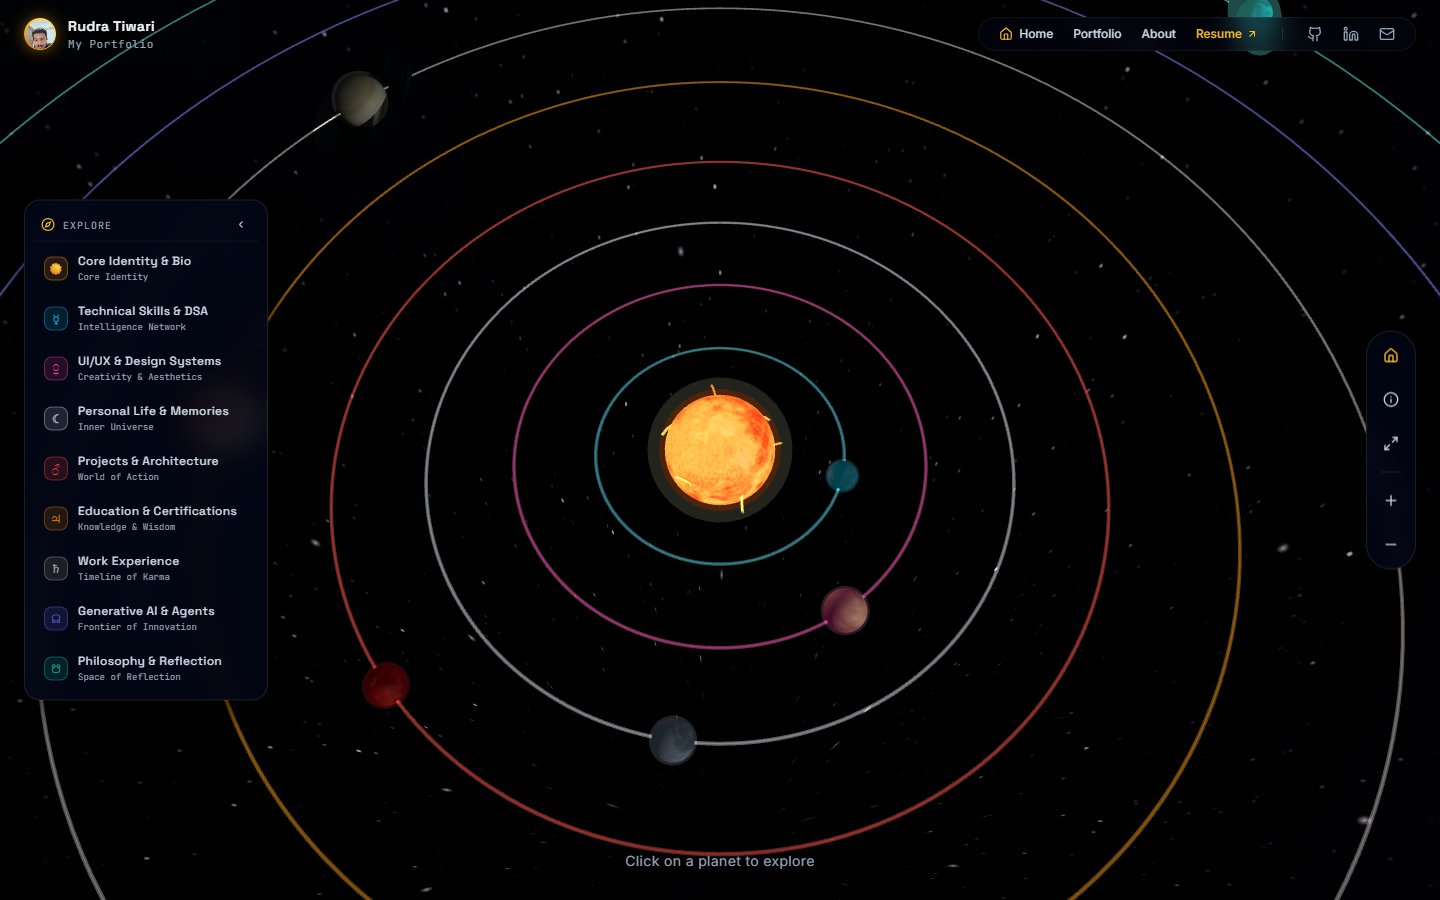 Rudra Tiwari
My Portfolio
Home
Portfolio
About
Resume
EXPLORE
Core Identity & Bio
Core Identity
Technical Skills & DSA
Intelligence Network
UI/UX & Design Systems
Creativity & Aesthetics
Personal Life & Memories
Inner Universe
Projects & Architecture
World of Action
Education & Certifications
Knowledge & Wisdom
Work Experience
Timeline of Karma
Generative AI & Agents
Frontier of Innovation
Philosophy & Reflection
Space of Reflection
Click on a planet to explore